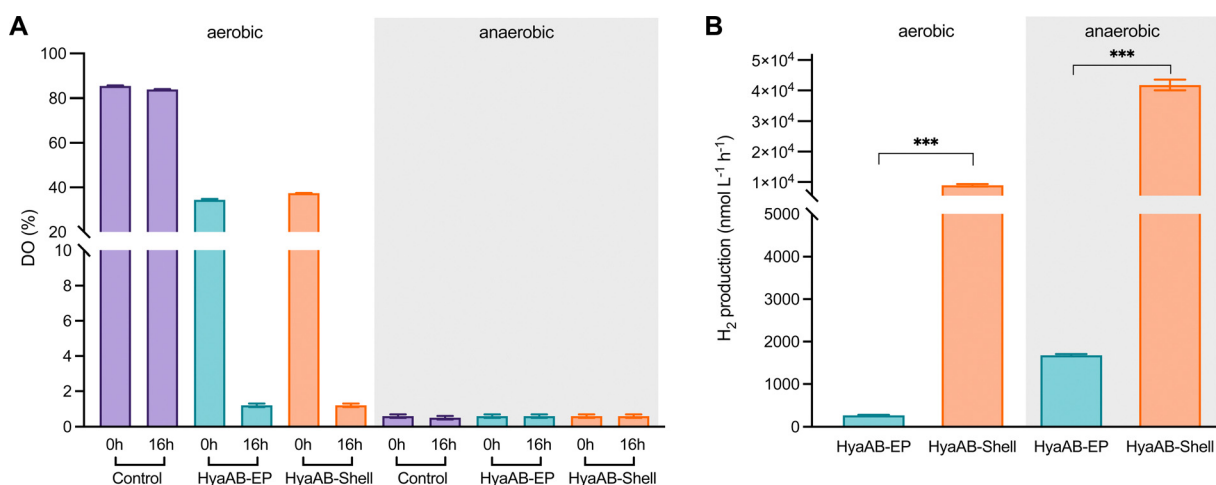 A
aerobic
anaerobic
DO (%)
100
80
60
40
20
10
8
6
4
2
0
0h 16h 0h 16h 0h 16h 0h 16h 0h 16h 0h 16h
Control HyaAB-EP HyaAB-Shell Control HyaAB-EP HyaAB-Shell
B
aerobic
anaerobic
H₂ production (nmol L⁻¹ h⁻¹)
5×10⁴
4×10⁴
3×10⁴
2×10⁴
1×10⁴
5000
4000
3000
2000
1000
0
***
***
HyaAB-EP HyaAB-Shell HyaAB-EP HyaAB-Shell